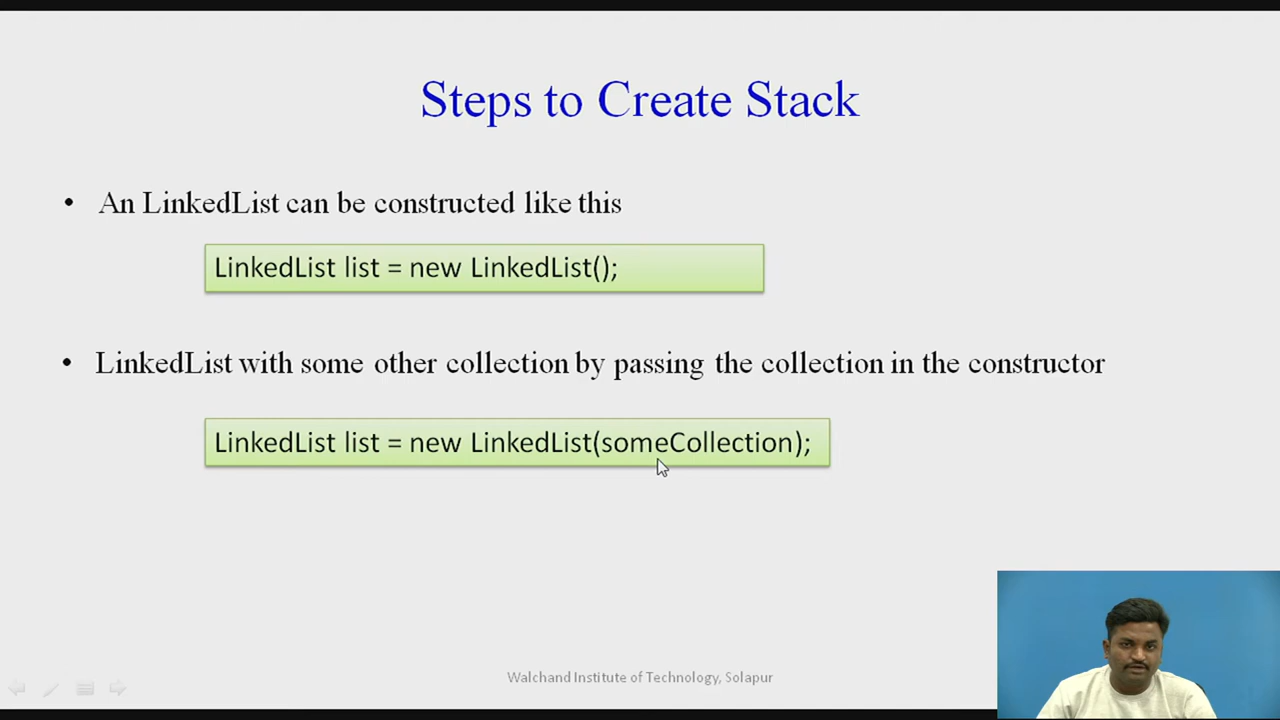 Steps to Create Stack
• An LinkedList can be constructed like this
LinkedList list = new LinkedList();
• LinkedList with some other collection by passing the collection in the constructor
LinkedList list = new LinkedList(someCollection);
Walchand Institute of Technology, Solapur